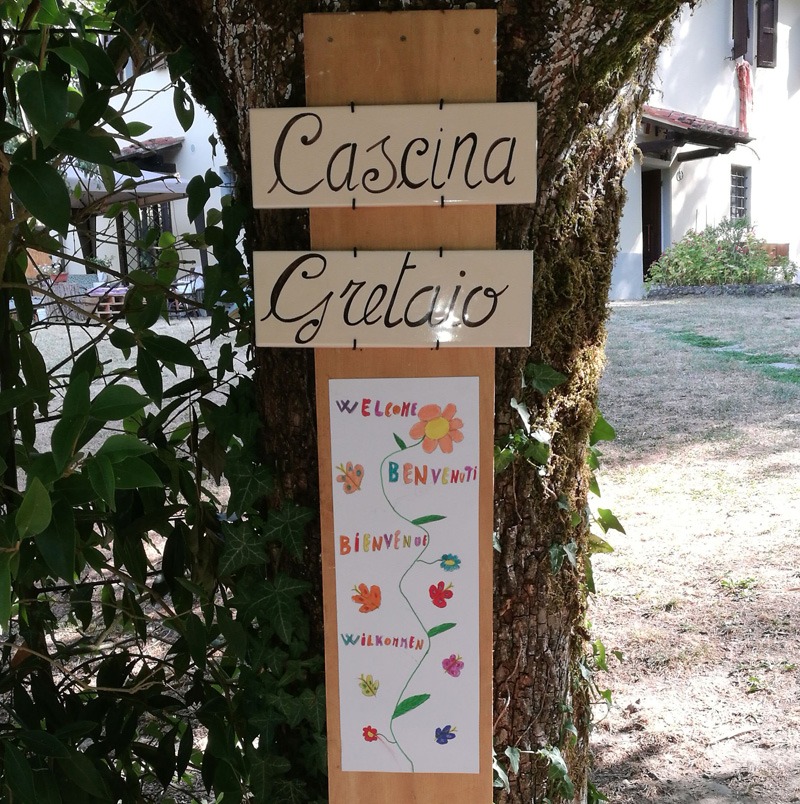 Cascina
Gretaio
WELCOME
BENVENUTI
BIENVENUE
WILKOMMEN